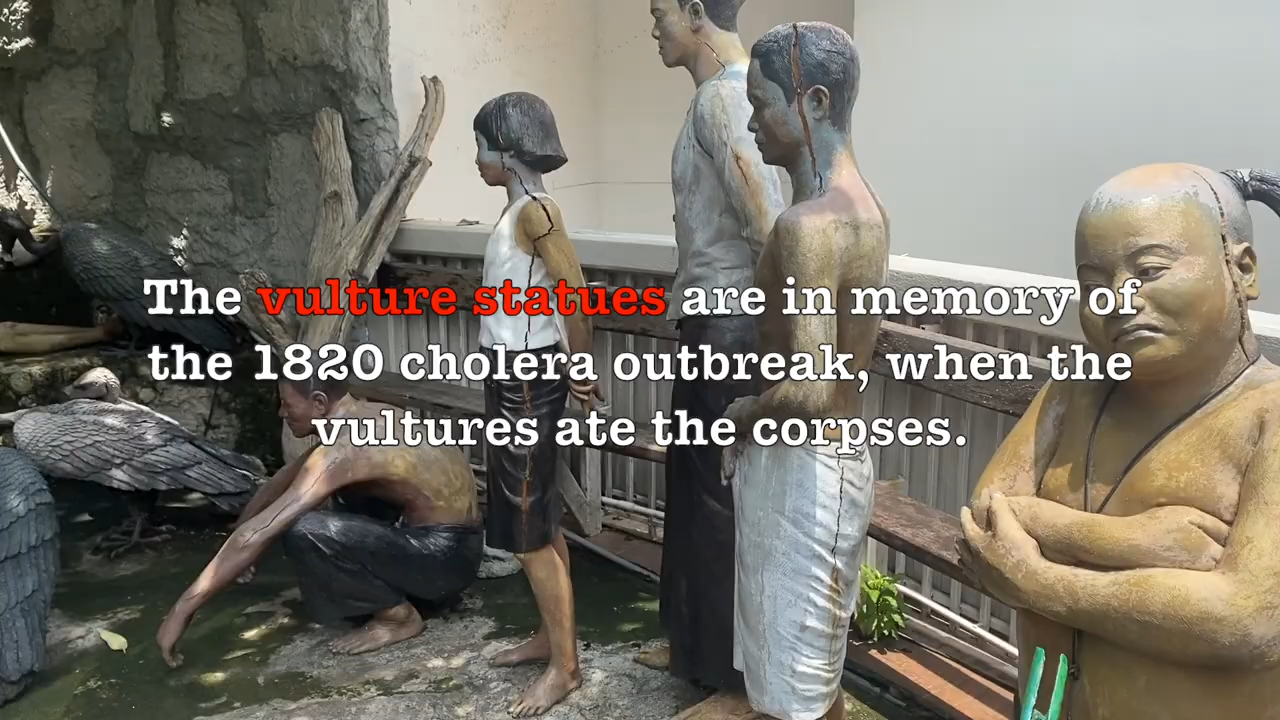 The vulture statues are in memory of
the 1820 cholera outbreak, when the
vultures ate the corpses.